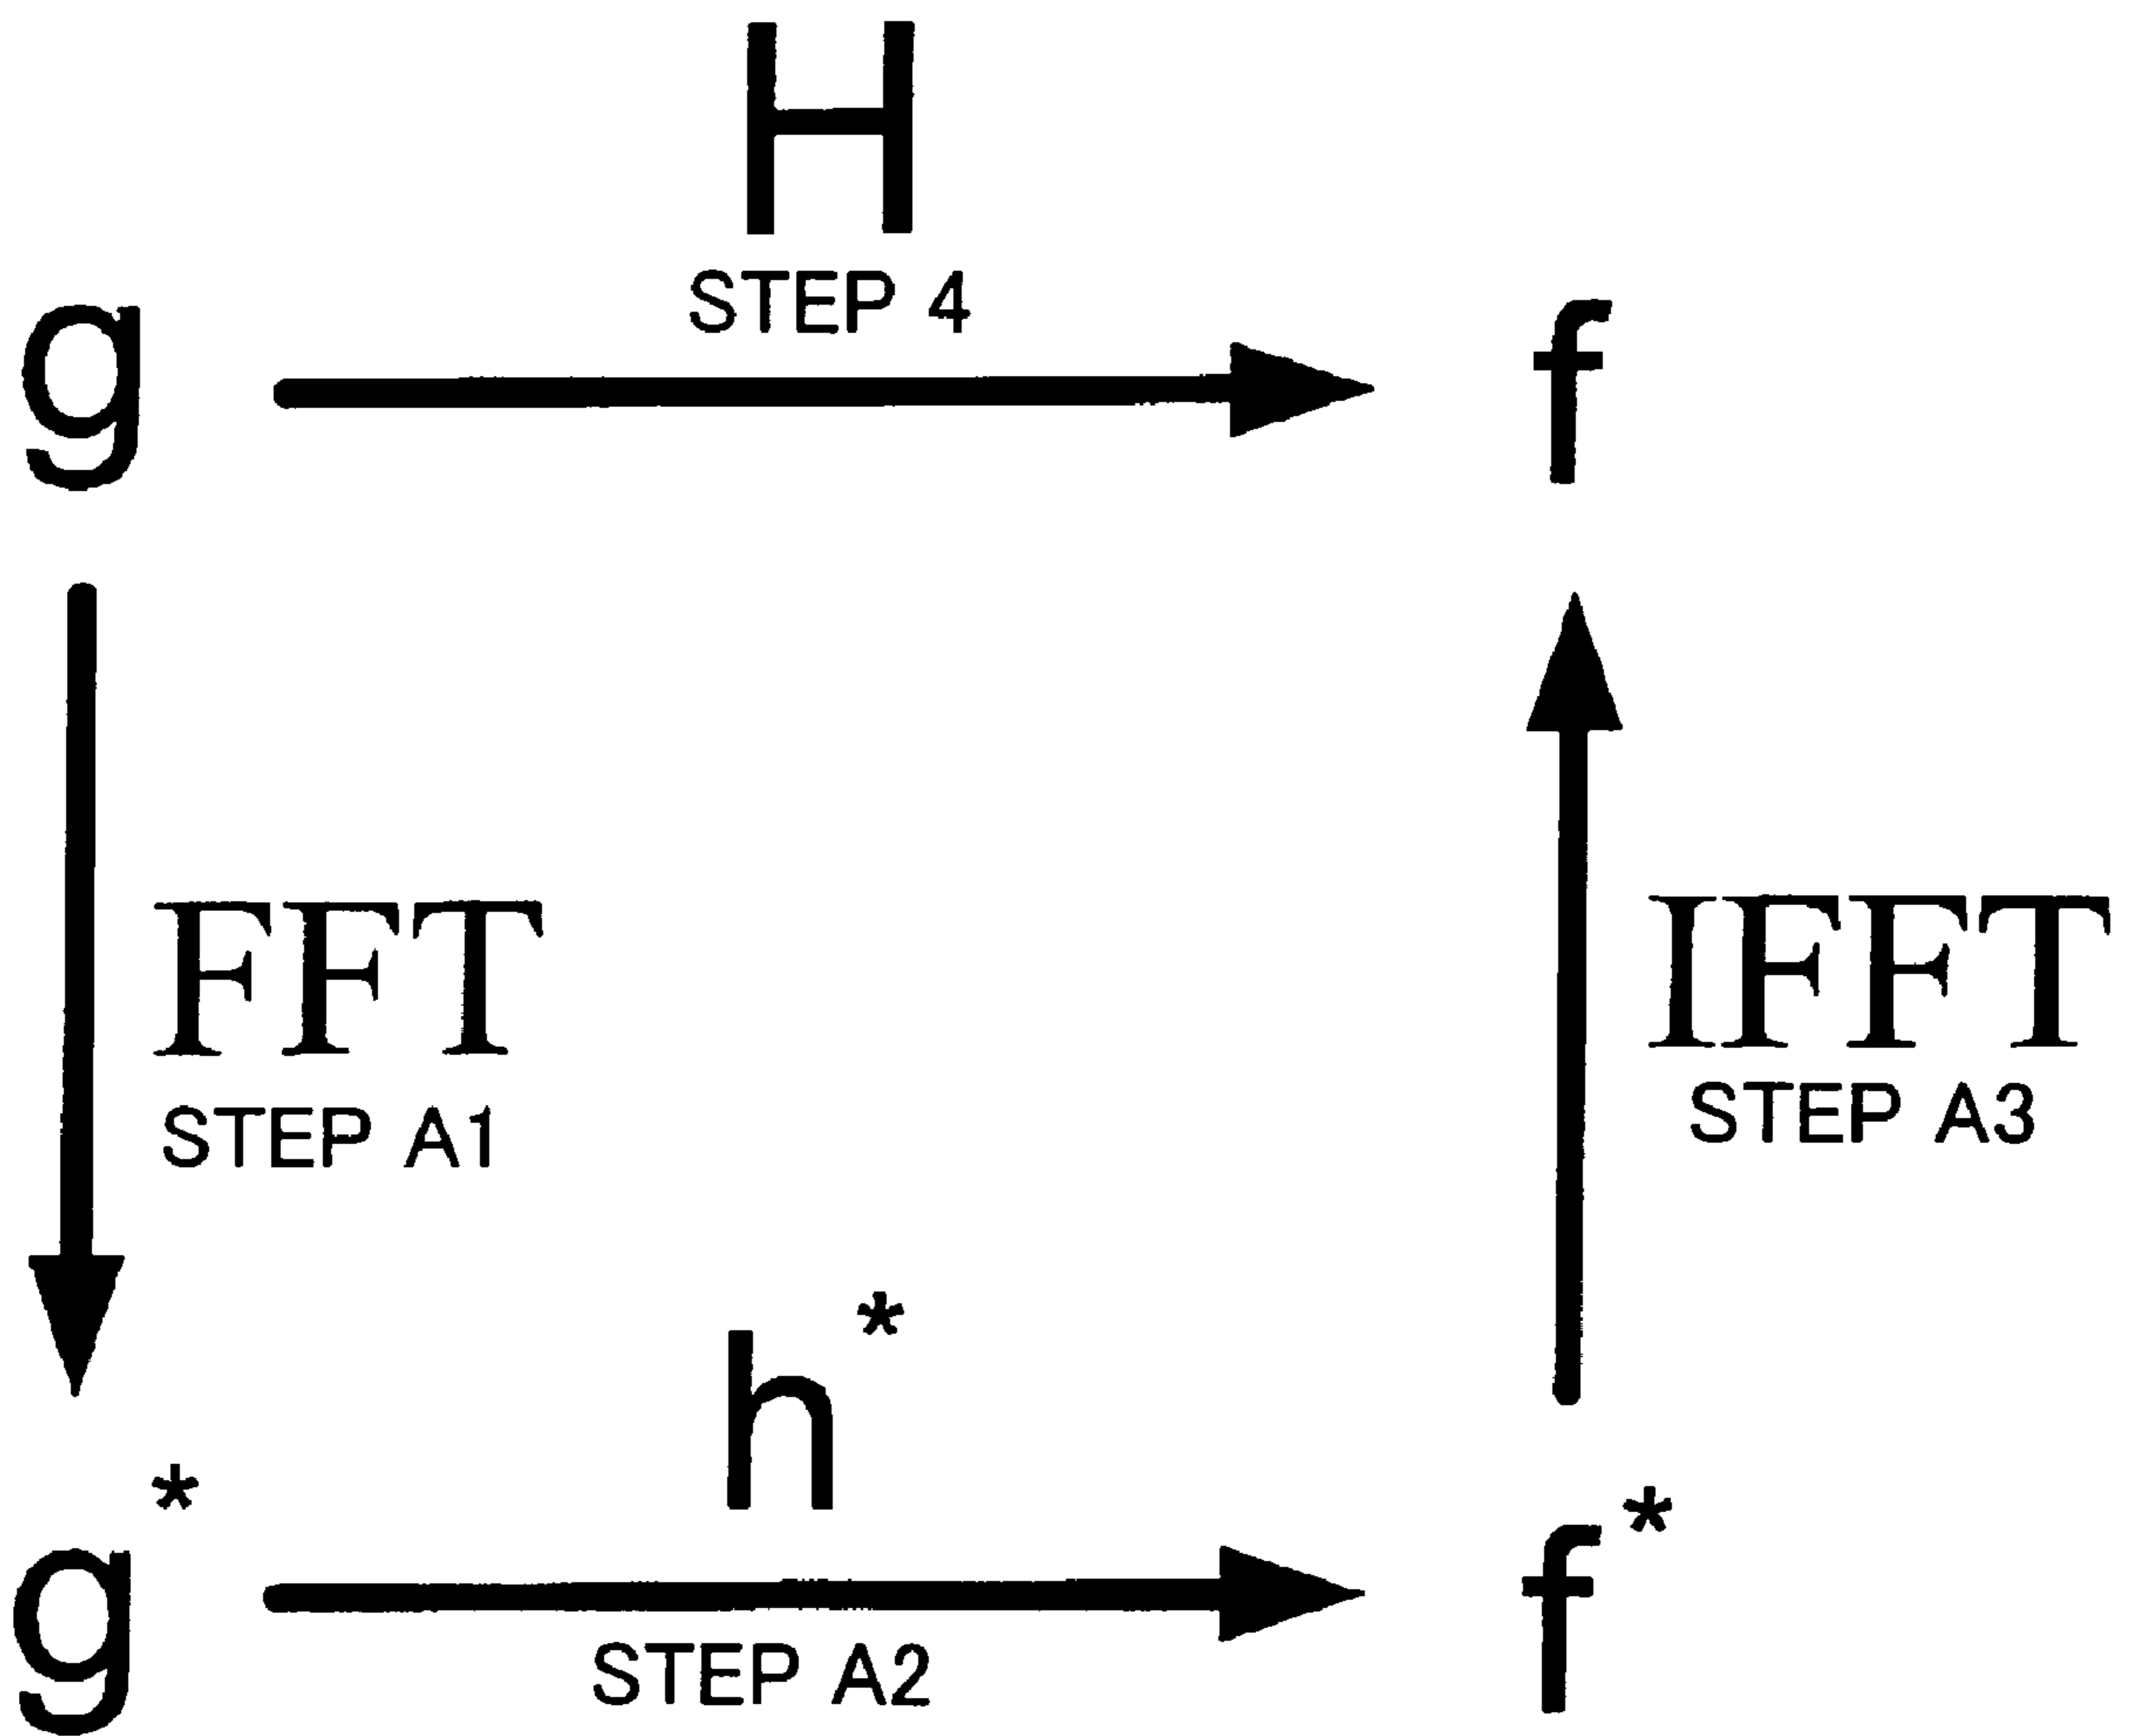 H
STEP 4
g
f
FFT
IFFT
STEP A1
STEP A3
h*
g*
f*
STEP A2